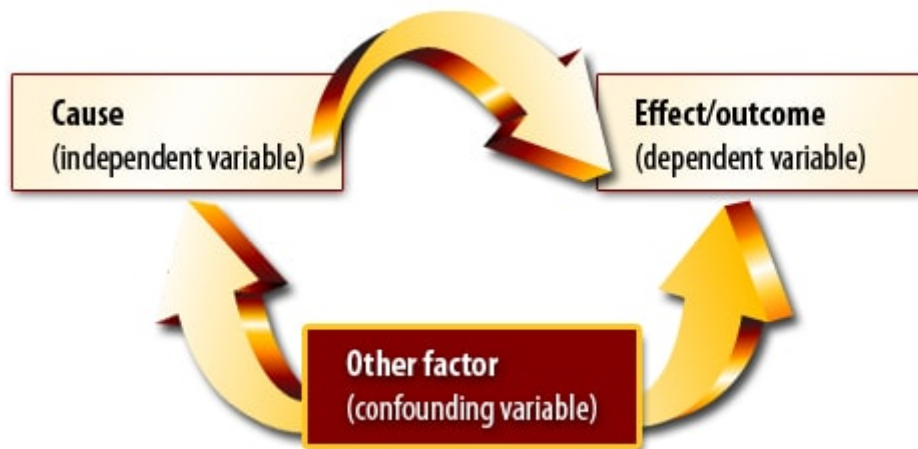 Cause
(independent variable)
Effect/outcome
(dependent variable)
Other factor
(confounding variable)